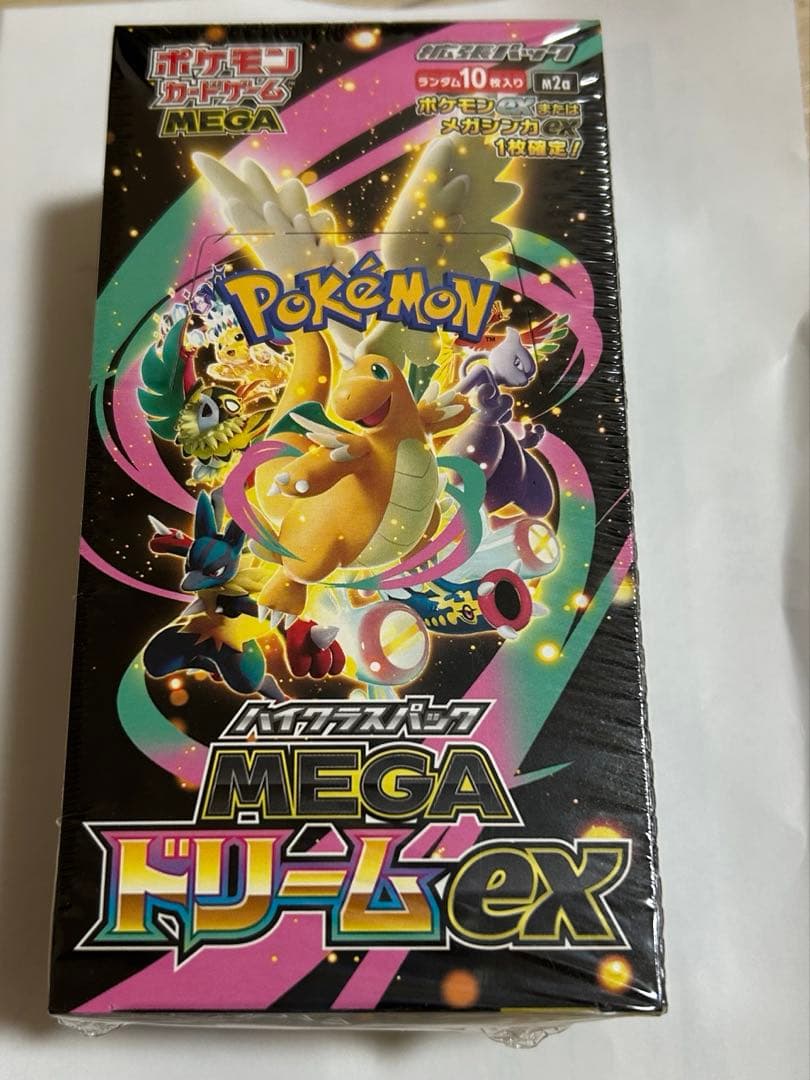 ポケモン
カードゲーム
MEGA
拡張パック
ランダム10枚入り
M2a
ポケモンexまたは
メガシンカex
1枚確定!
POKéMON
TM
ハイクラスパック
MEGA
ドリームex